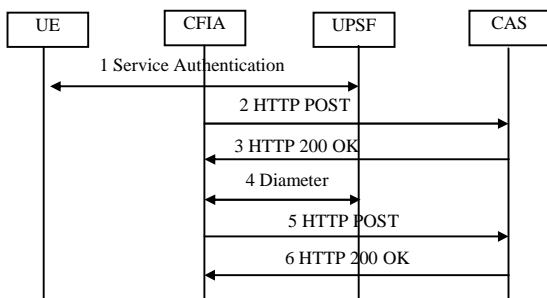 UE CFIA UPSF CAS
1 Service Authentication
2 HTTP POST
3 HTTP 200 OK
4 Diameter
5 HTTP POST
6 HTTP 200 OK